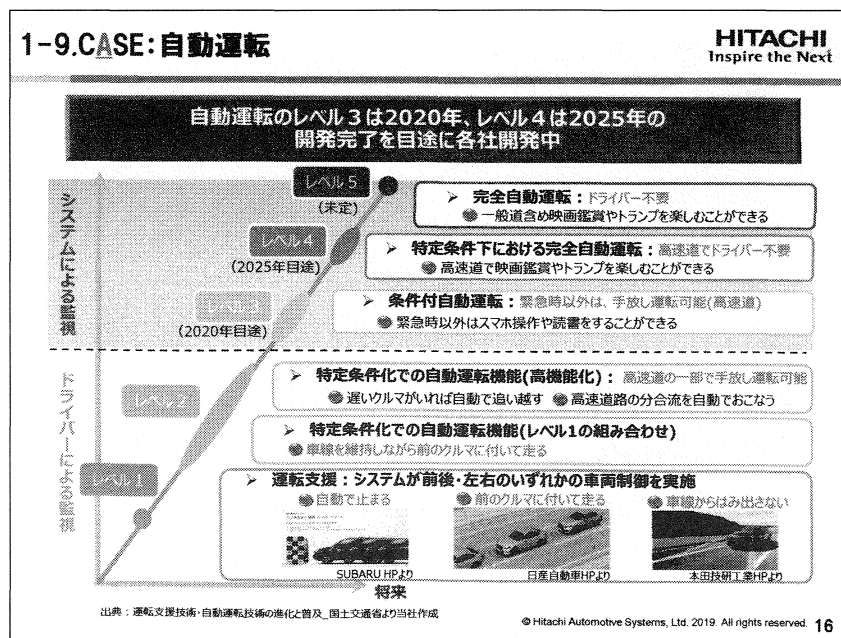 1-9.CASE:自動運転
HITACHI
Inspire the Next
自動運転のレベル3は2020年、レベル4は2025年の
開発完了を目途に各社開発中
システムによる監視
ドライバーによる監視
レベル5
(未定)
➢ 完全自動運転:ドライバー不要
一般道含め映画鑑賞やトランプを楽しむことができる
レベル4
(2025年目途)
➢ 特定条件下における完全自動運転:高速道でドライバー不要
高速道で映画鑑賞やトランプを楽しむことができる
(2020年目途)
➢ 条件付自動運転:緊急時以外は、手放し運転可能(高速道)
緊急時以外はスマホ操作や読書をすることができる
レベル2
➢ 特定条件化での自動運転機能(高機能化):高速道の一部で手放し運転可能
遅いクルマがいれば自動で追い越す 高速道路の分合流を自動でおこなう
➢ 特定条件化での自動運転機能(レベル1の組み合わせ)
車線を維持しながら前のクルマに付いて走る
レベル1
➢ 運転支援:システムが前後・左右のいずれかの車両制御を実施
自動で止まる 前のクルマに付いて走る 車線からはみ出さない
SUBARU HPより 日産自動車HPより 本田技研工業HPより
将来
出典:運転支援技術・自動運転技術の進化と普及_国土交通省より当社作成
© Hitachi Automotive Systems, Ltd. 2019. All rights reserved. 16